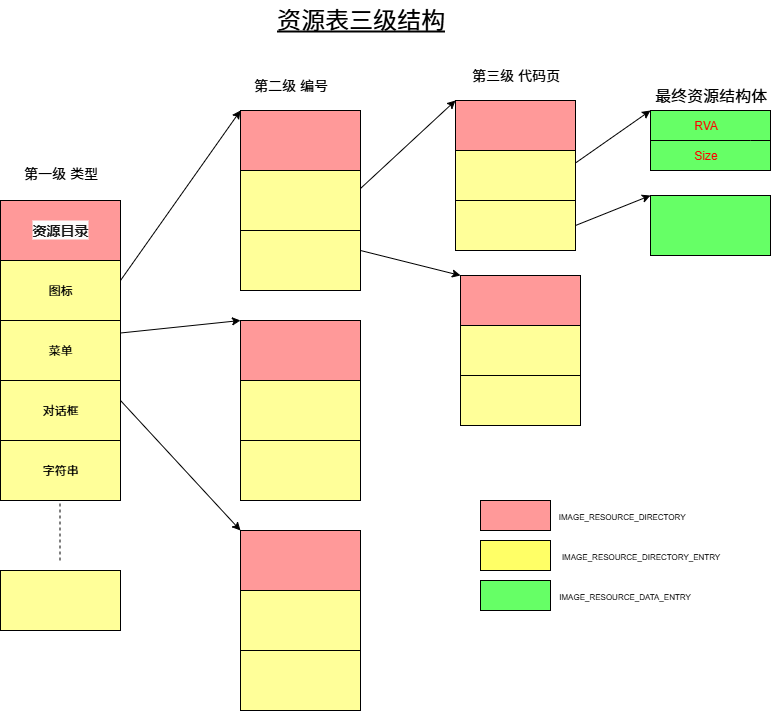 资源表三级结构
第一级 类型
资源目录
图标
菜单
对话框
字符串
第二级 编号
第三级 代码页
最终资源结构体
RVA
Size
IMAGE_RESOURCE_DIRECTORY
IMAGE_RESOURCE_DIRECTORY_ENTRY
IMAGE_RESOURCE_DATA_ENTRY